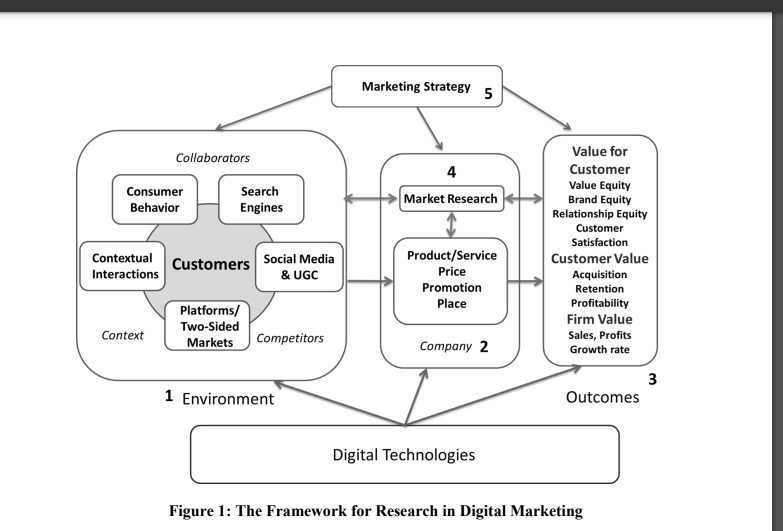 Marketing Strategy 5
Collaborators
Consumer
Behavior
Search
Engines
Contextual
Interactions
Customers
Social Media
& UGC
Platforms/
Two-Sided
Markets
Context
Competitors
1 Environment
4
Market Research
Product/Service
Price
Promotion
Place
Company 2
Value for
Customer
Value Equity
Brand Equity
Relationship Equity
Customer
Satisfaction
Customer Value
Acquisition
Retention
Profitability
Firm Value
Sales, Profits
Growth rate
3
Outcomes
Digital Technologies
Figure 1: The Framework for Research in Digital Marketing